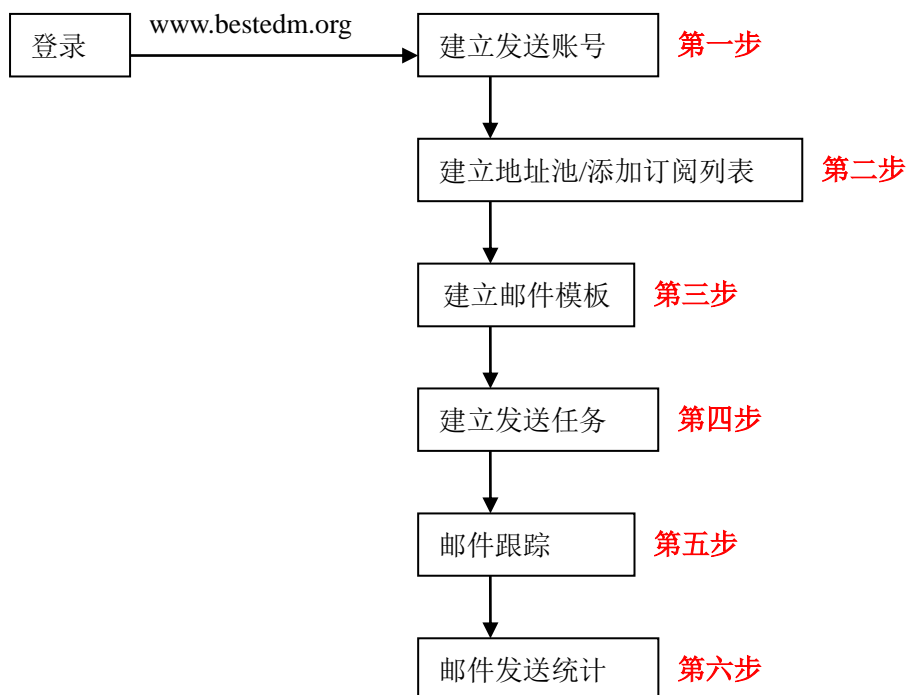 登录
www.bestedm.org
建立发送账号
第一步
建立地址池/添加订阅列表
第二步
建立邮件模板
第三步
建立发送任务
第四步
邮件跟踪
第五步
邮件发送统计
第六步